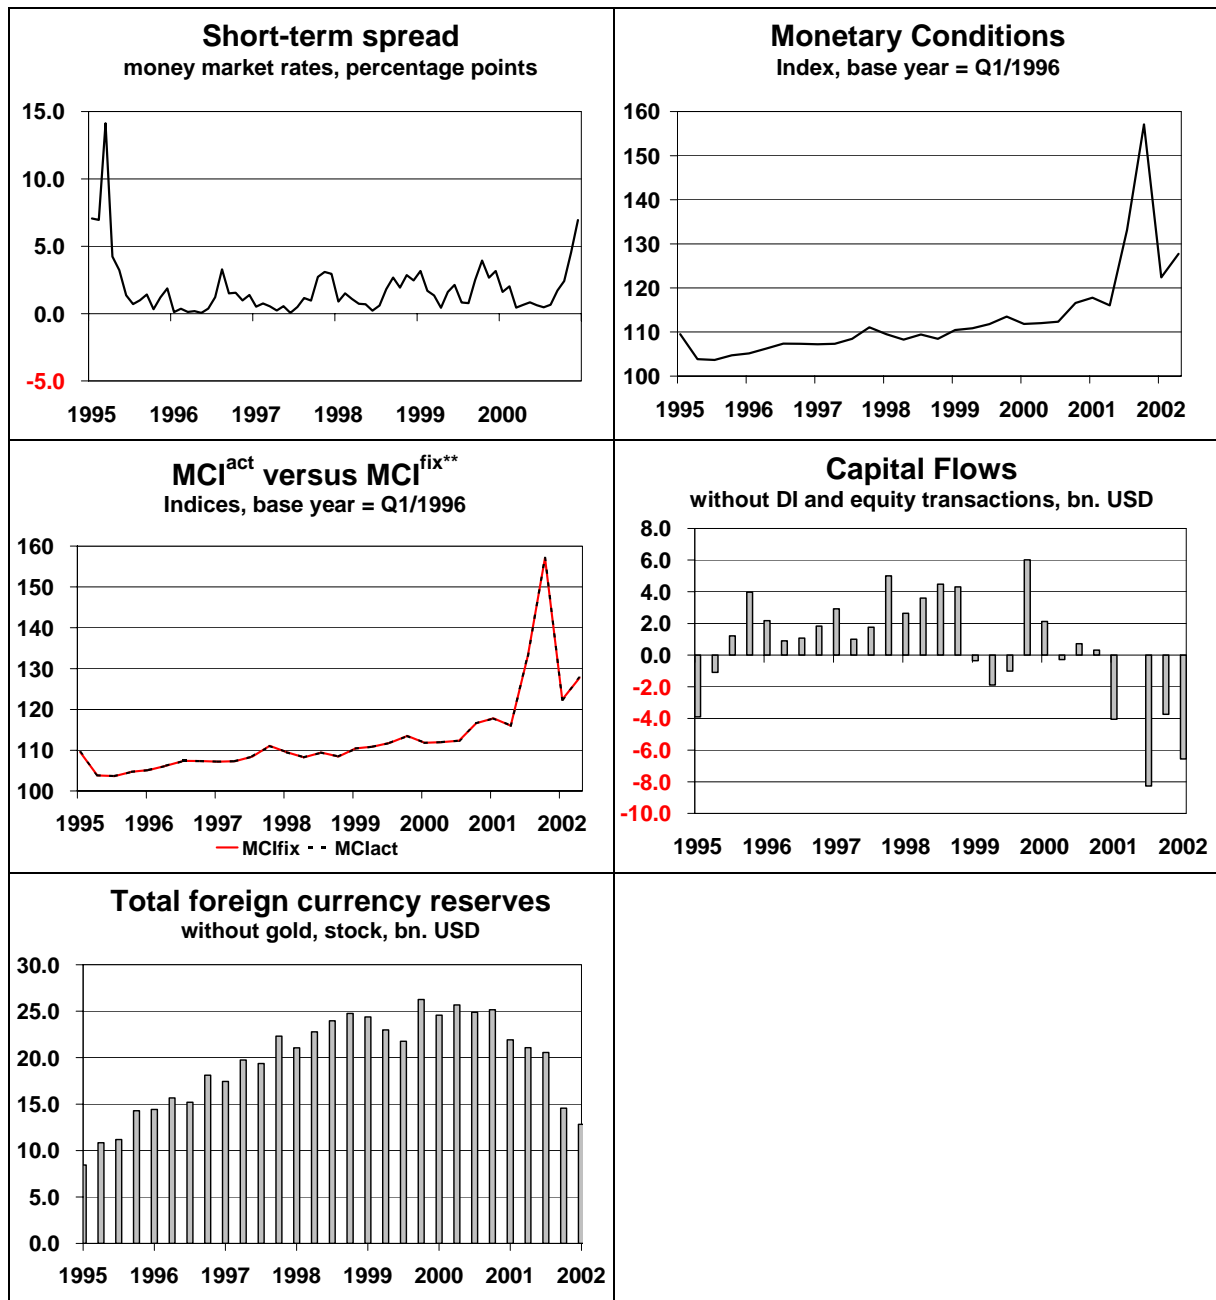 Short-term spread
money market rates, percentage points
15.0
10.0
5.0
0.0
-5.0
1995 1996 1997 1998 1999 2000
Monetary Conditions
Index, base year = Q1/1996
160
150
140
130
120
110
100
1995 1996 1997 1998 1999 2000 2001 2002
MCIact versus MCIfix**
Indices, base year = Q1/1996
160
150
140
130
120
110
100
1995 1996 1997 1998 1999 2000 2001 2002
MCIfix MCIact
Capital Flows
without DI and equity transactions, bn. USD
8.0
6.0
4.0
2.0
0.0
-2.0
-4.0
-6.0
-8.0
-10.0
1995 1996 1997 1998 1999 2000 2001 2002
Total foreign currency reserves
without gold, stock, bn. USD
30.0
25.0
20.0
15.0
10.0
5.0
0.0
1995 1996 1997 1998 1999 2000 2001 2002